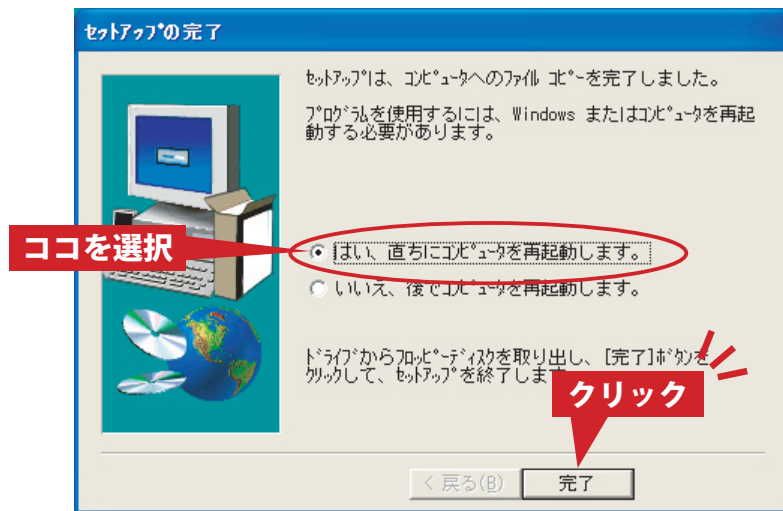 セットアップの完了
セットアップは、コンピュータへのファイル コピーを完了しました。
プログラムを使用するには、Windows またはコンピュータを再起
動する必要があります。
ココを選択
はい、直ちにコンピュータを再起動します。
いいえ、後でコンピュータを再起動します。
ドライブからフロッピーディスクを取り出し、[完了]ボタンを
クリックして、セットアップを終了します
クリック
< 戻る(B)
完了